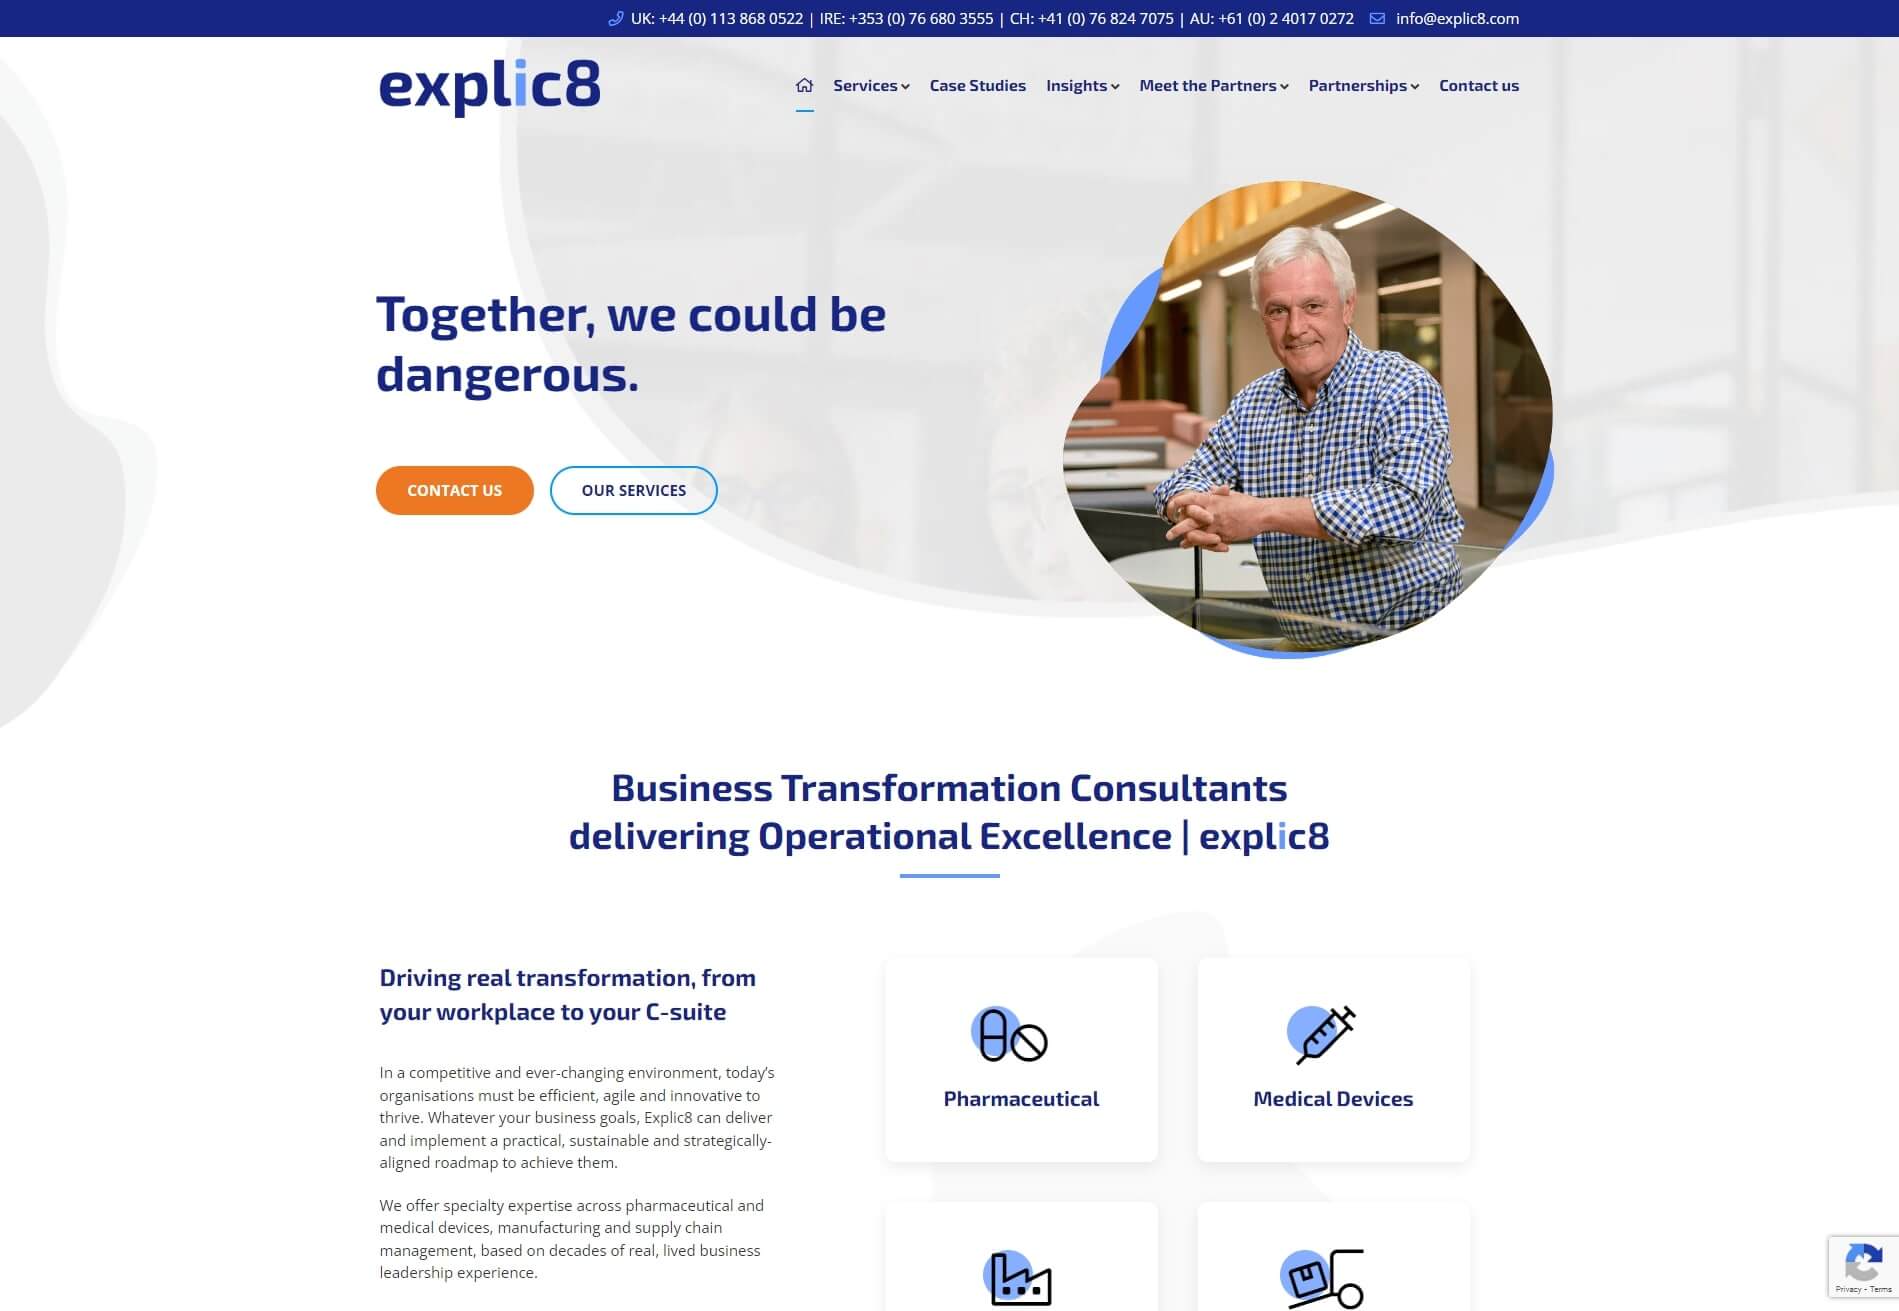 UK: +44 (0) 113 868 0522 | IRE: +353 (0) 76 680 3555 | CH: +41 (0) 76 824 7075 | AU: +61 (0) 2 4017 0272 info@explic8.com
explic8
Services Case Studies Insights Meet the Partners Partnerships Contact us
Together, we could be
dangerous.
CONTACT US OUR SERVICES
Business Transformation Consultants
delivering Operational Excellence | explic8
Driving real transformation, from
your workplace to your C-suite
In a competitive and ever-changing environment, today’s
organisations must be efficient, agile and innovative to
thrive. Whatever your business goals, Explic8 can deliver
and implement a practical, sustainable and strategically-
aligned roadmap to achieve them.
We offer specialty expertise across pharmaceutical and
medical devices, manufacturing and supply chain
management, based on decades of real, lived business
leadership experience.
Pharmaceutical
Medical Devices
Privacy - Terms